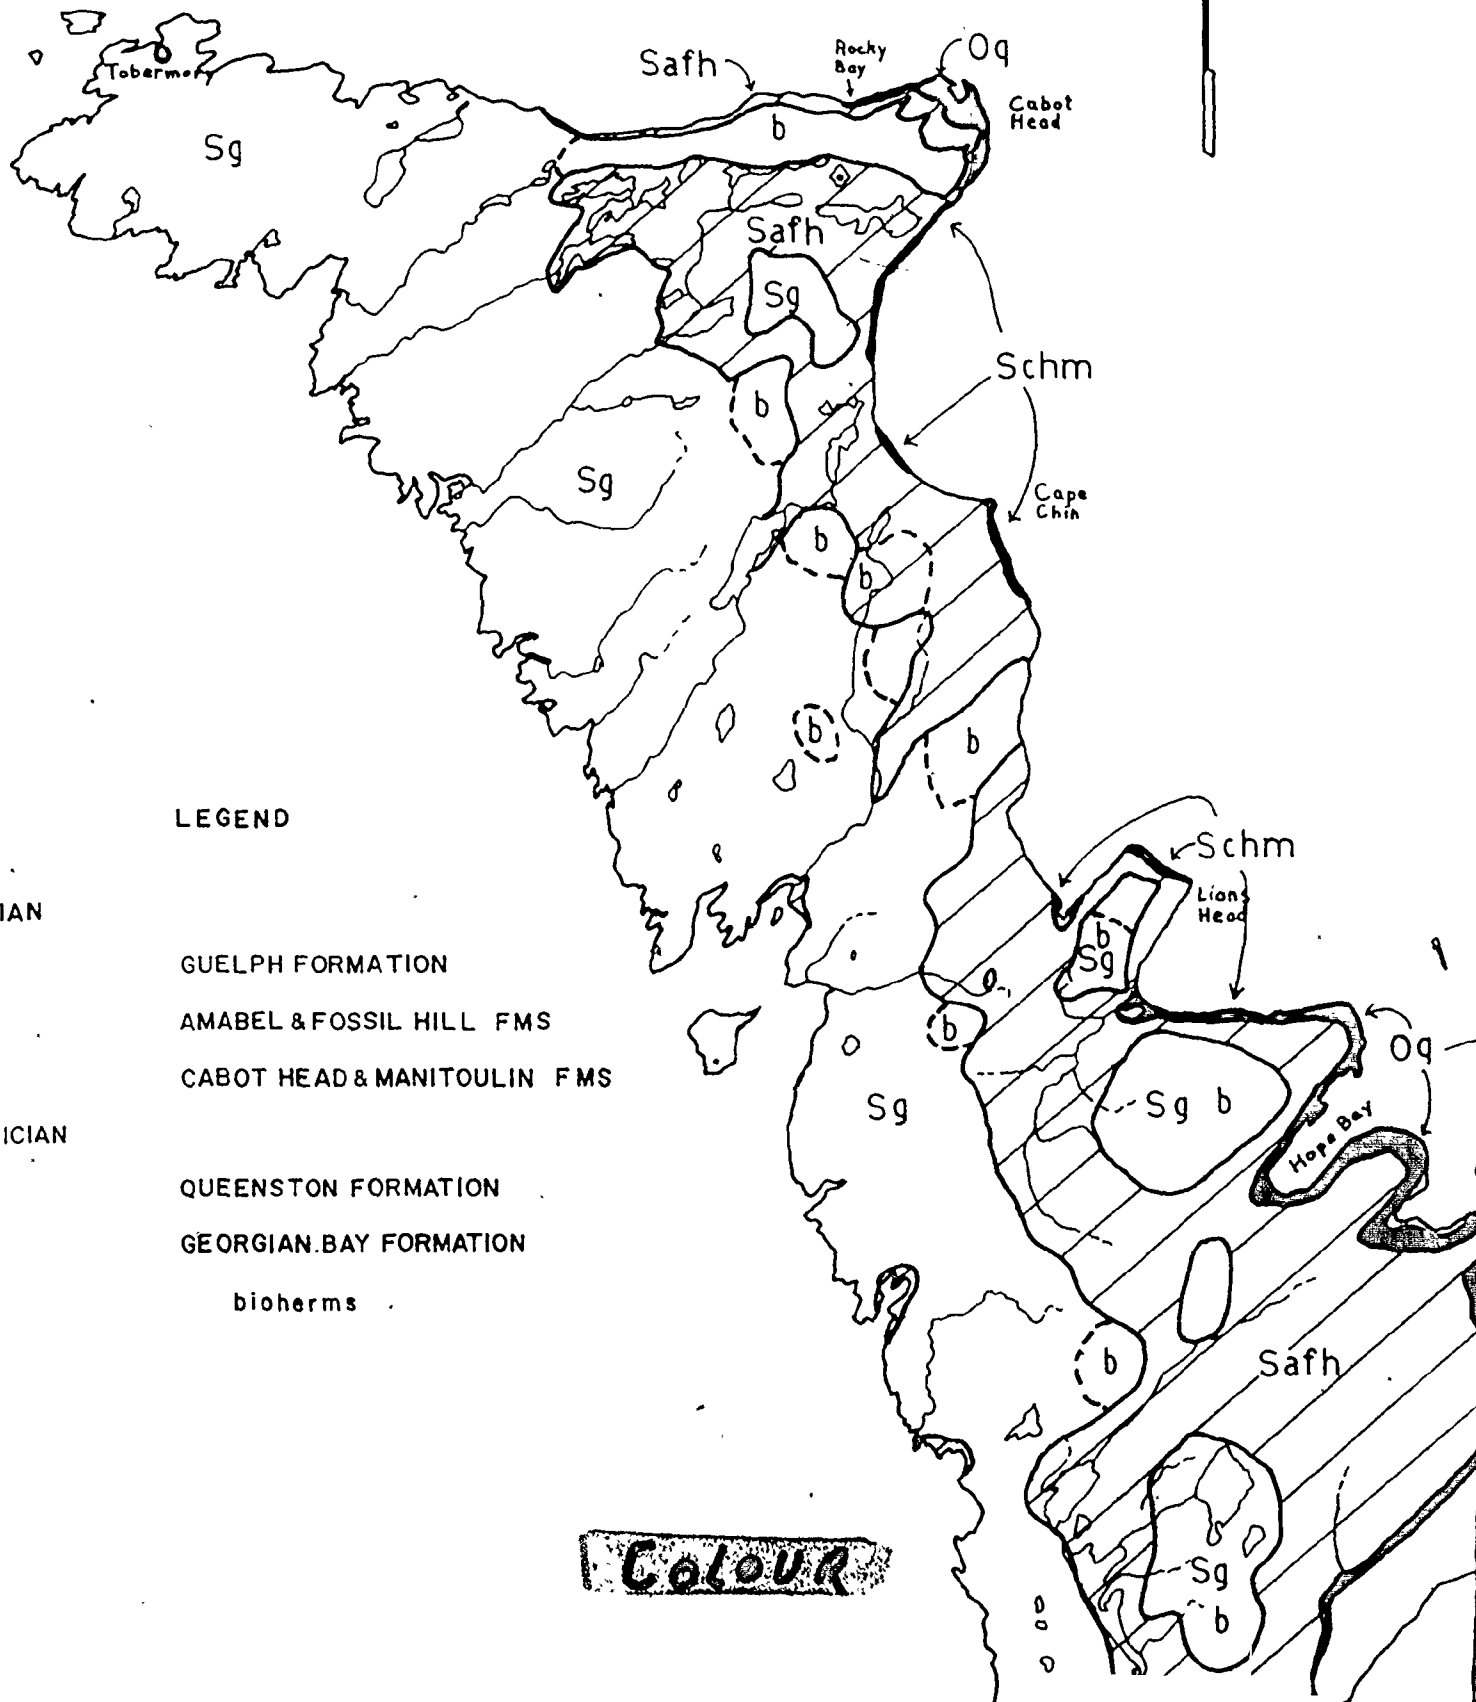 Tobermory
Sg
Safh
Rocky
Bay
Oq
Cabot
Head
b
Safh
Sg
Schm
b
Sg
Cape
Chin
b
b
b
b
LEGEND
Schm
Lions
Head
IAN
b
Sg
GUELPH FORMATION
AMABEL & FOSSIL HILL FMS
b
Oq
CABOT HEAD & MANITOULIN FMS
Sg
Sg b
Hope Bay
ICIAN
QUEENSTON FORMATION
GEORGIAN BAY FORMATION
bioherms
b
Safh
COLOUR
Sg
b